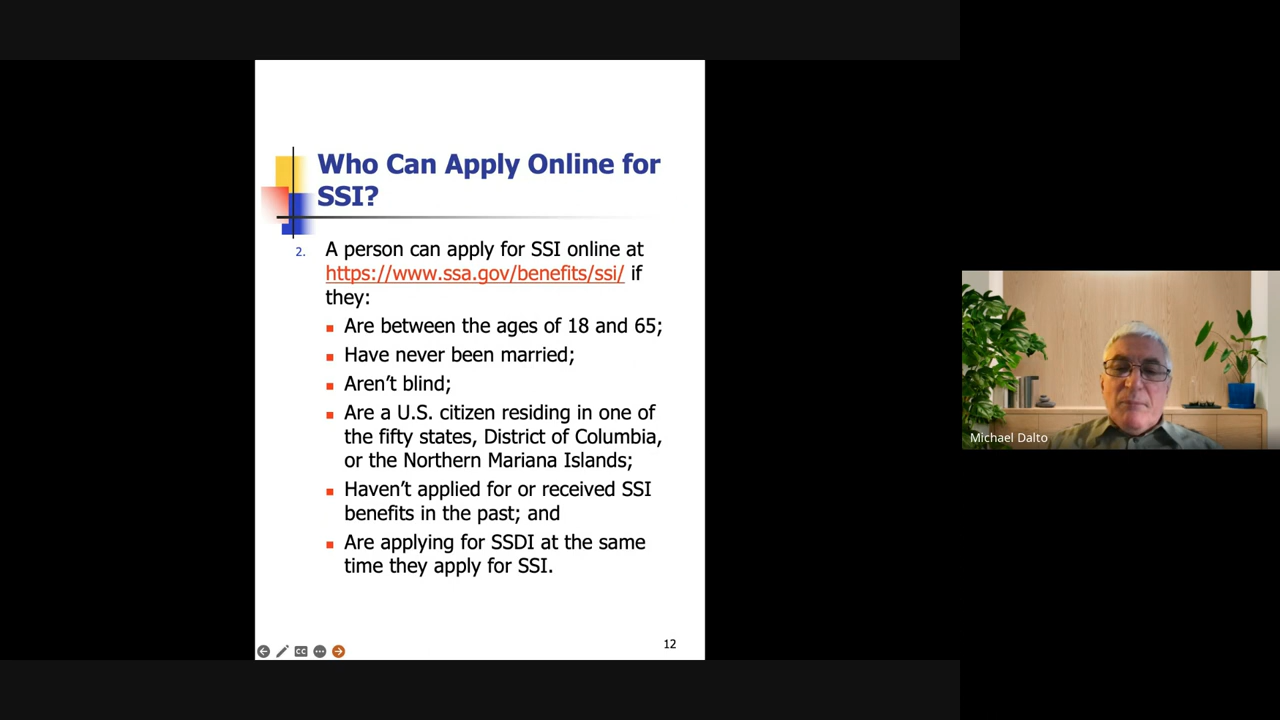 Who Can Apply Online for
SSI?
2. A person can apply for SSI online at
https://www.ssa.gov/benefits/ssi/ if
they:
Are between the ages of 18 and 65;
Have never been married;
Aren’t blind;
Are a U.S. citizen residing in one of
the fifty states, District of Columbia,
or the Northern Mariana Islands;
Haven’t applied for or received SSI
benefits in the past; and
Are applying for SSDI at the same
time they apply for SSI.
12
CC
Michael Dalto